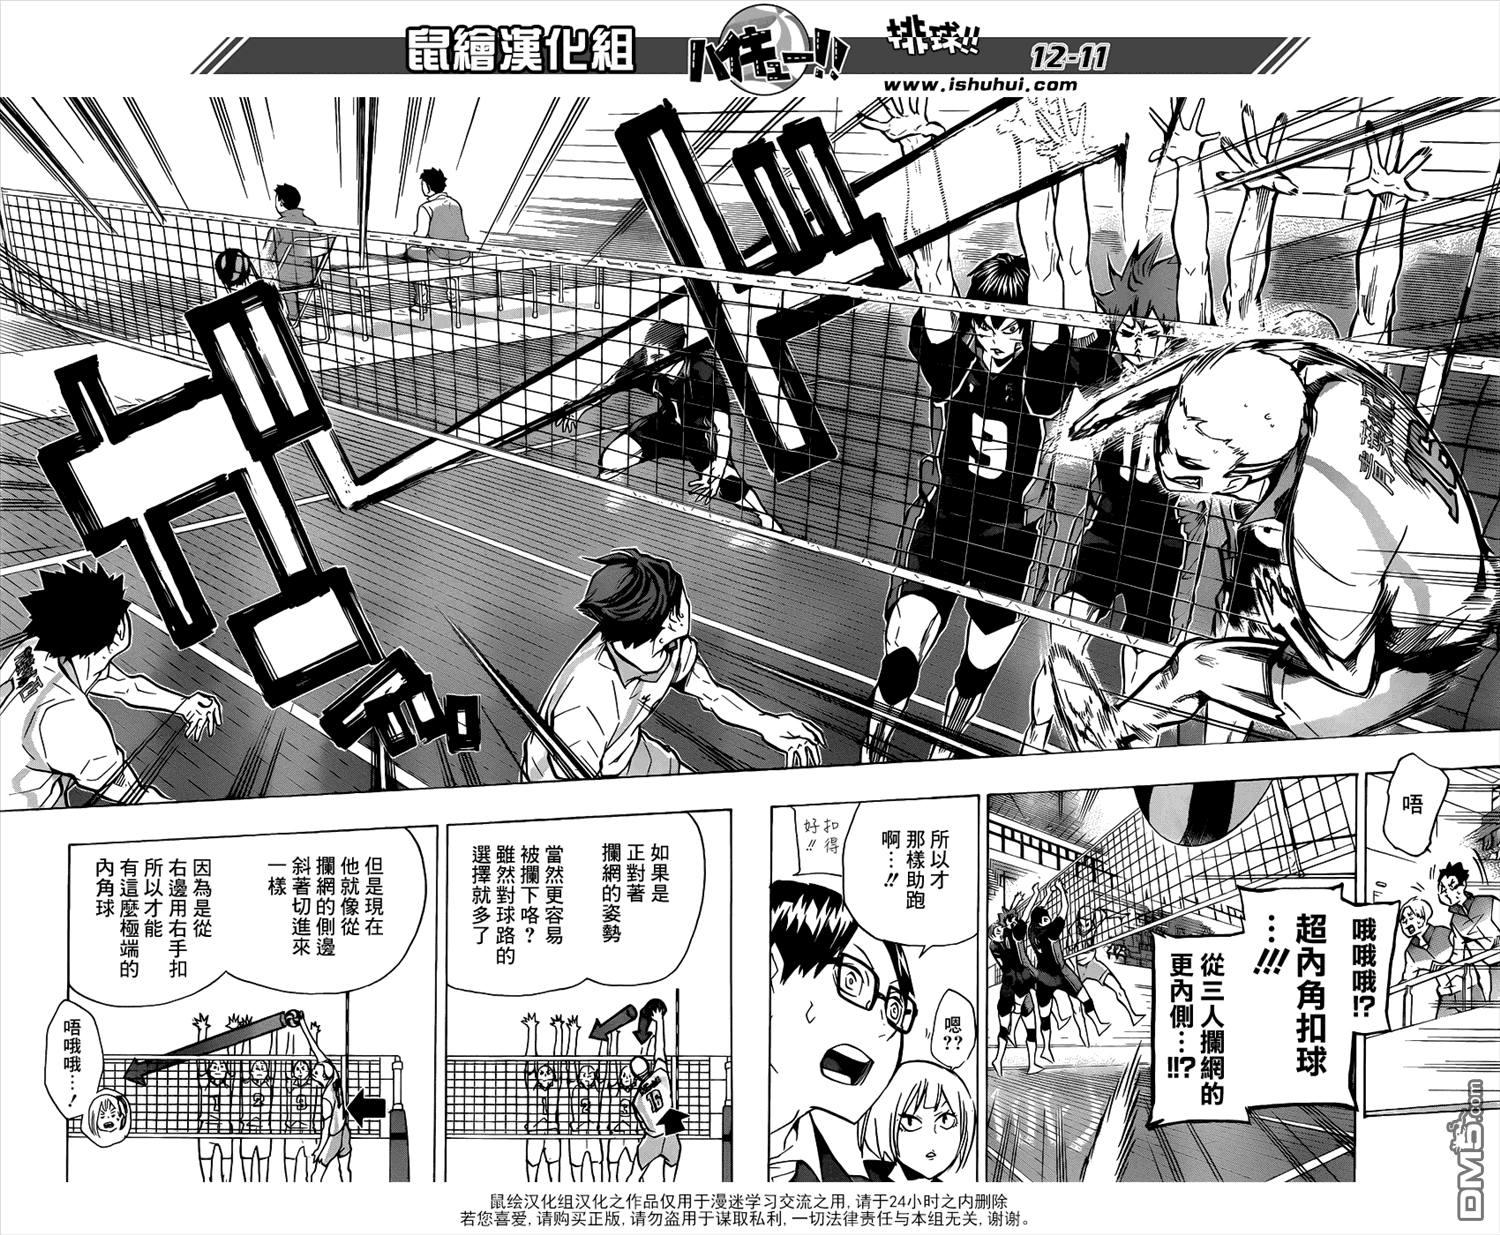 鼠繪漢化組
ハイキュー!!
排球!!
12-11
www.ishuhui.com
唔
哦哦哦!?
超內角扣球
…!!!
從三人攔網的
更內側…!!?
所以才
那樣助跑
啊…!!
扣得
好!!
嗯??
如果是
正對著
攔網的姿勢
當然更容易
被攔下咯?
雖然對球路的
選擇就多了
但是現在
他就像從
攔網的側邊
斜著切進來
一樣
因為是從
右邊用右手扣
所以才能
有這麼極端的
內角球
唔哦哦…!
鼠绘汉化组汉化之作品仅用于漫迷学习交流之用, 请于24小时之内删除
若您喜爱, 请购买正版, 请勿盗用于谋取私利, 一切法律责任与本组无关, 谢谢。
DM5.com